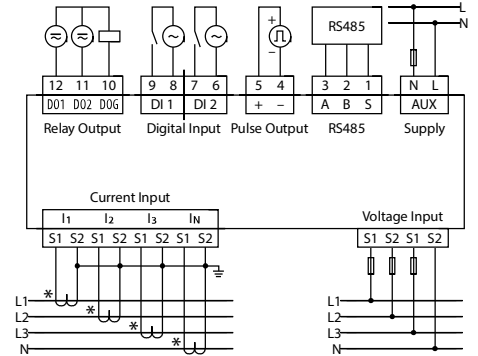 L
N
RS485
+
−
12 11 10 9 8 7 6 5 4 3 2 1 N L
DO1 DO2 DOG DI 1 DI 2 + − A B S AUX
Relay Output Digital Input Pulse Output RS485 Supply
Current Input Voltage Input
I1 I2 I3 IN
S1 S2 S1 S2 S1 S2 S1 S2 S1 S2 S1 S2
L1 * L1
L2 * L2
L3 * L3
N * N